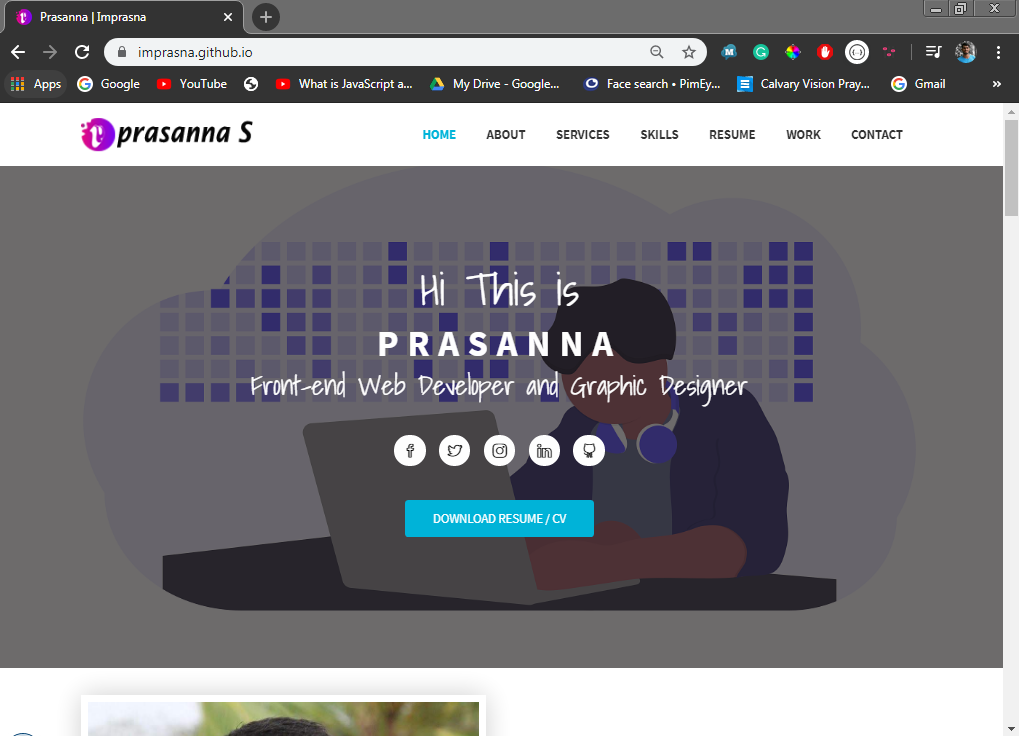 Prasanna | Imprasna
imprasna.github.io
Apps Google YouTube What is JavaScript a... My Drive - Google... Face search • PimEy... Calvary Vision Pray... Gmail »
prasanna S
HOME ABOUT SERVICES SKILLS RESUME WORK CONTACT
Hi This is
PRASANNA
Front-end Web Developer and Graphic Designer
DOWNLOAD RESUME / CV